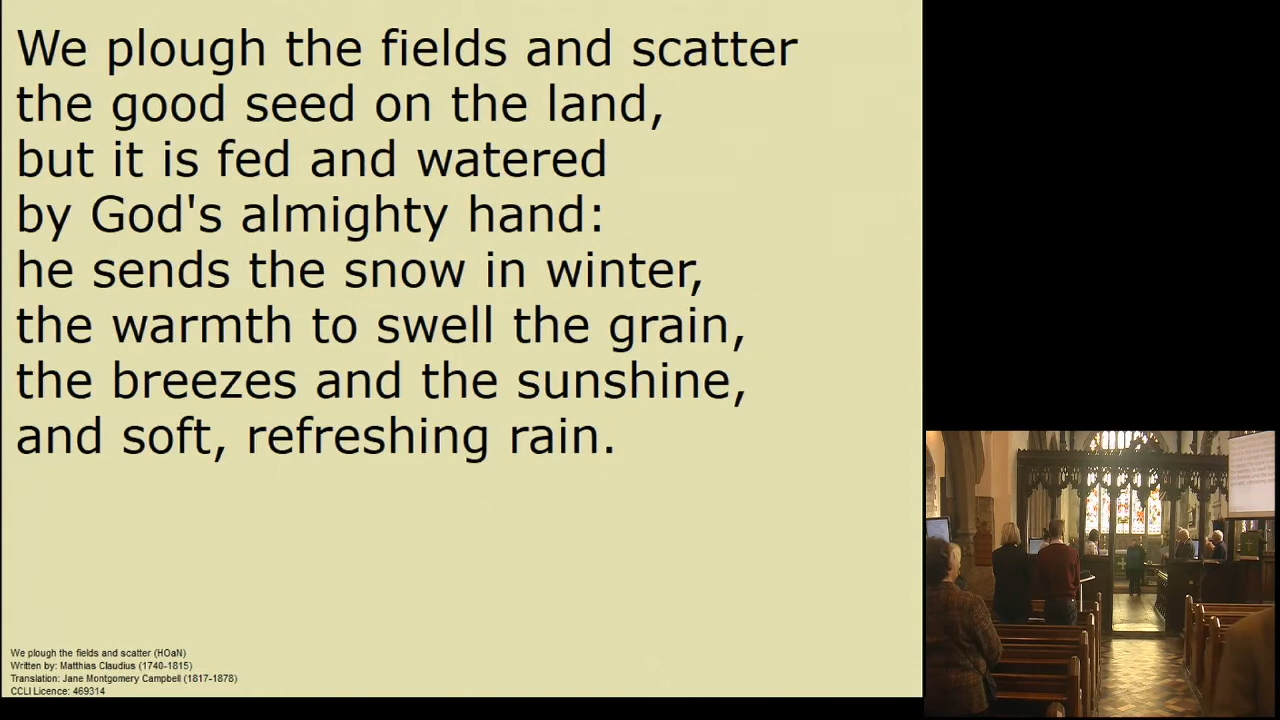 We plough the fields and scatter
the good seed on the land,
but it is fed and watered
by God's almighty hand:
he sends the snow in winter,
the warmth to swell the grain,
the breezes and the sunshine,
and soft, refreshing rain.
We plough the fields and scatter (HOaN)
Written by: Matthias Claudius (1740-1815)
Translation: Jane Montgomery Campbell (1817-1878)
CCLI Licence: 469314